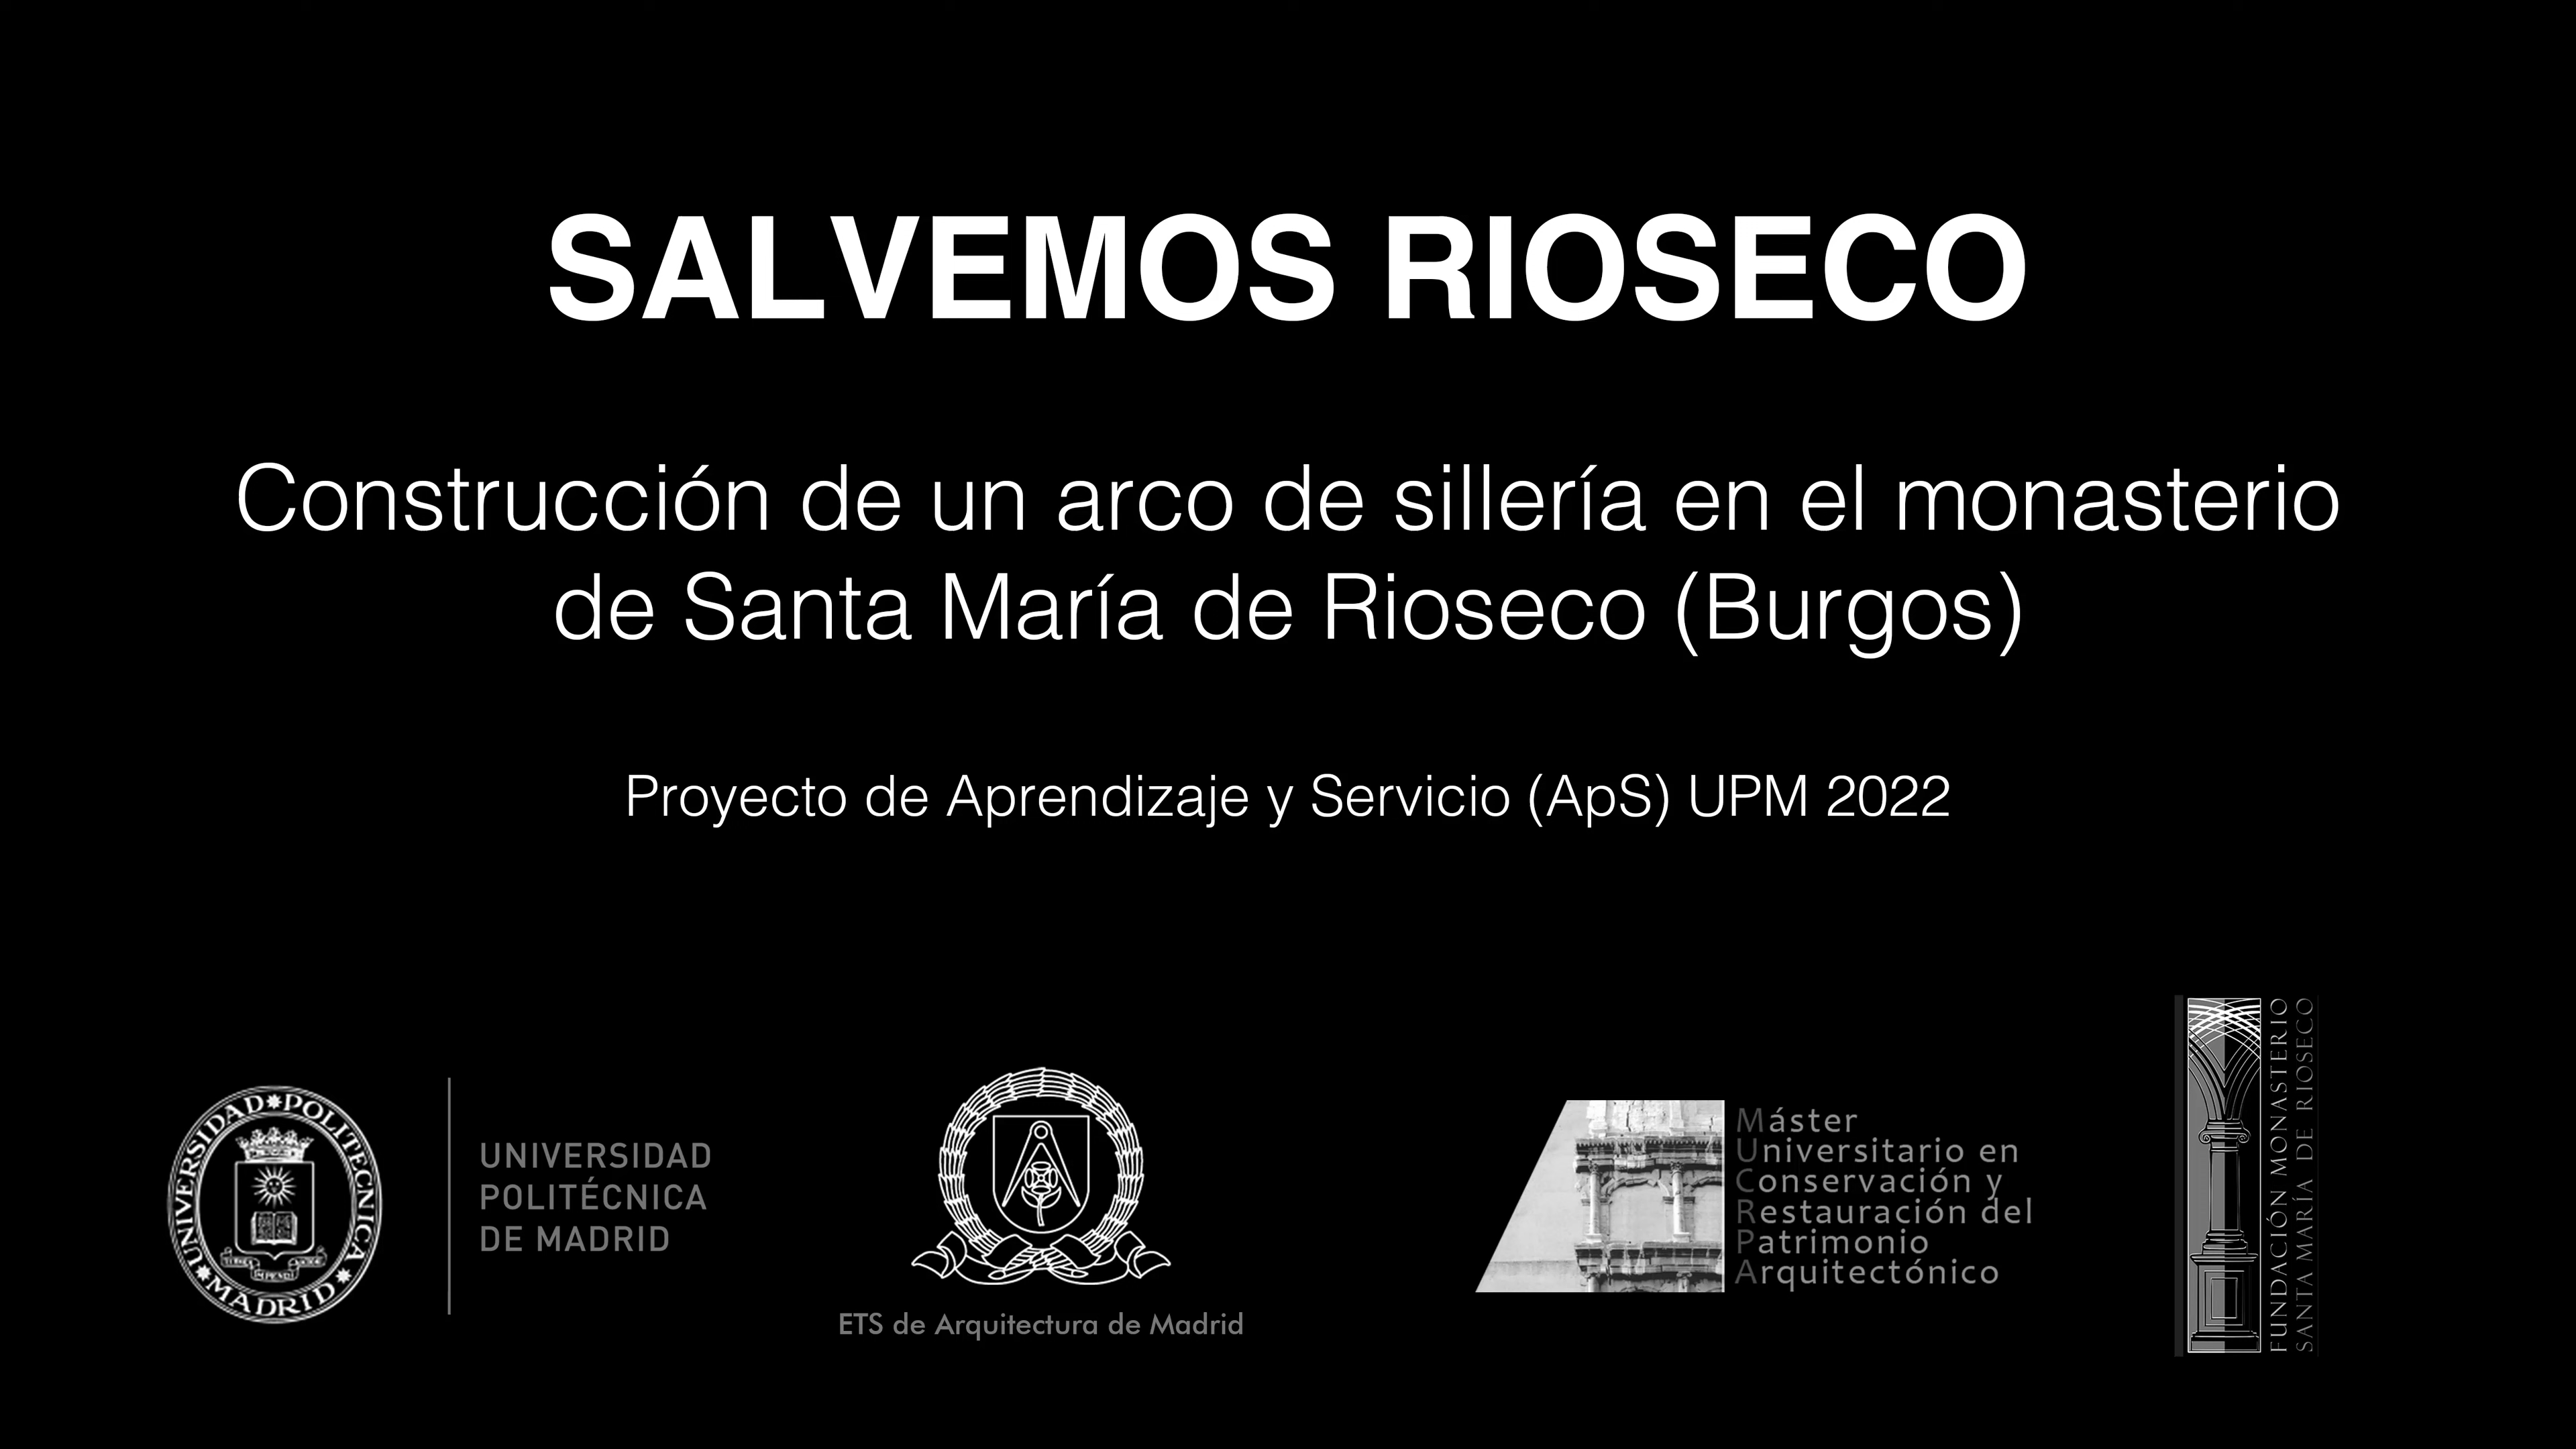 SALVEMOS RIOSECO
Construcción de un arco de sillería en el monasterio
de Santa María de Rioseco (Burgos)
Proyecto de Aprendizaje y Servicio (ApS) UPM 2022
UNIVERSIDAD POLITÉCNICA MADRID
UNIVERSIDAD
POLITÉCNICA
DE MADRID
ETS de Arquitectura de Madrid
Máster
Universitario en
Conservación y
Restauración del
Patrimonio
Arquitectónico
FUNDACIÓN MONASTERIO
SANTA MARÍA DE RIOSECO